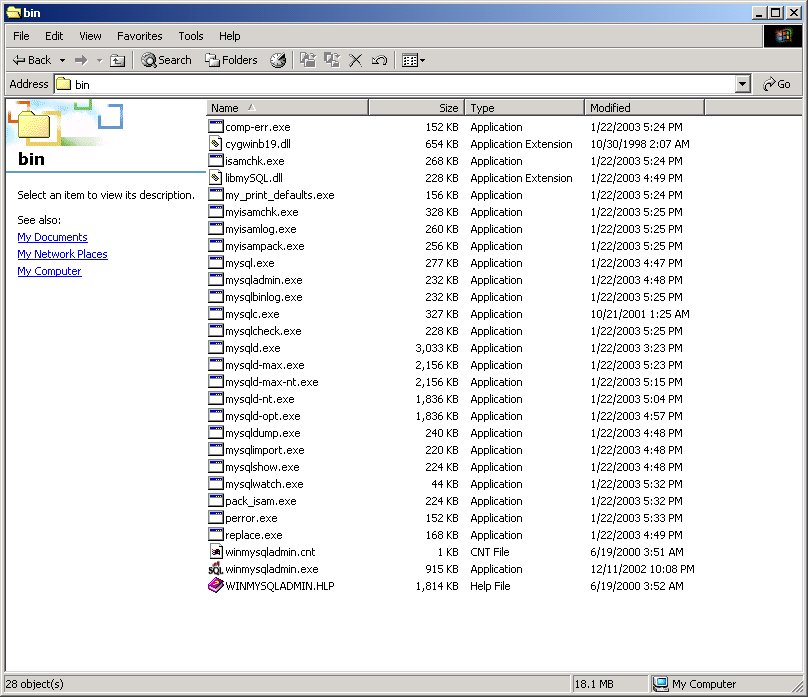 bin
File Edit View Favorites Tools Help
Back Search Folders
Address bin Go
bin
Select an item to view its description.
See also:
My Documents
My Network Places
My Computer
Name Size Type Modified
comp-err.exe 152 KB Application 1/22/2003 5:24 PM
cygwinb19.dll 654 KB Application Extension 10/30/1998 2:07 AM
isamchk.exe 268 KB Application 1/22/2003 5:24 PM
libmySQL.dll 228 KB Application Extension 1/22/2003 4:49 PM
my_print_defaults.exe 156 KB Application 1/22/2003 5:24 PM
myisamchk.exe 328 KB Application 1/22/2003 5:25 PM
myisamlog.exe 260 KB Application 1/22/2003 5:25 PM
myisampack.exe 256 KB Application 1/22/2003 5:25 PM
mysql.exe 277 KB Application 1/22/2003 4:47 PM
mysqladmin.exe 232 KB Application 1/22/2003 4:48 PM
mysqlbinlog.exe 232 KB Application 1/22/2003 5:25 PM
mysqlc.exe 327 KB Application 10/21/2001 1:25 AM
mysqlcheck.exe 228 KB Application 1/22/2003 5:25 PM
mysqld.exe 3,033 KB Application 1/22/2003 3:23 PM
mysqld-max.exe 2,156 KB Application 1/22/2003 5:23 PM
mysqld-max-nt.exe 2,156 KB Application 1/22/2003 5:15 PM
mysqld-nt.exe 1,836 KB Application 1/22/2003 5:04 PM
mysqld-opt.exe 1,836 KB Application 1/22/2003 4:57 PM
mysqldump.exe 240 KB Application 1/22/2003 4:48 PM
mysqlimport.exe 220 KB Application 1/22/2003 4:48 PM
mysqlshow.exe 224 KB Application 1/22/2003 4:48 PM
mysqlwatch.exe 44 KB Application 1/22/2003 5:32 PM
pack_isam.exe 224 KB Application 1/22/2003 5:32 PM
perror.exe 152 KB Application 1/22/2003 5:33 PM
replace.exe 168 KB Application 1/22/2003 4:49 PM
winmysqladmin.cnt 1 KB CNT File 6/19/2000 3:51 AM
SQL winmysqladmin.exe 915 KB Application 12/11/2002 10:08 PM
WINMYSQLADMIN.HLP 1,814 KB Help File 6/19/2000 3:52 AM
28 object(s) 18.1 MB My Computer